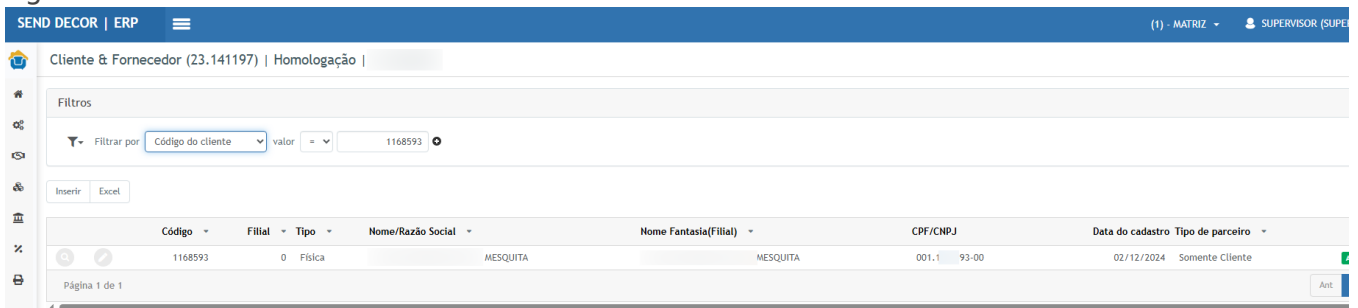 SEND DECOR | ERP (1) - MATRIZ SUPERVISOR (SUPE
Cliente & Fornecedor (23.141197) | Homologação |
Filtros
Filtrar por Código do cliente valor = 1168593
Inserir Excel
Código Filial Tipo Nome/Razão Social Nome Fantasia(Filial) CPF/CNPJ Data do cadastro Tipo de parceiro
1168593 0 Física MESQUITA MESQUITA 001.1 93-00 02/12/2024 Somente Cliente A
Página 1 de 1 Ant